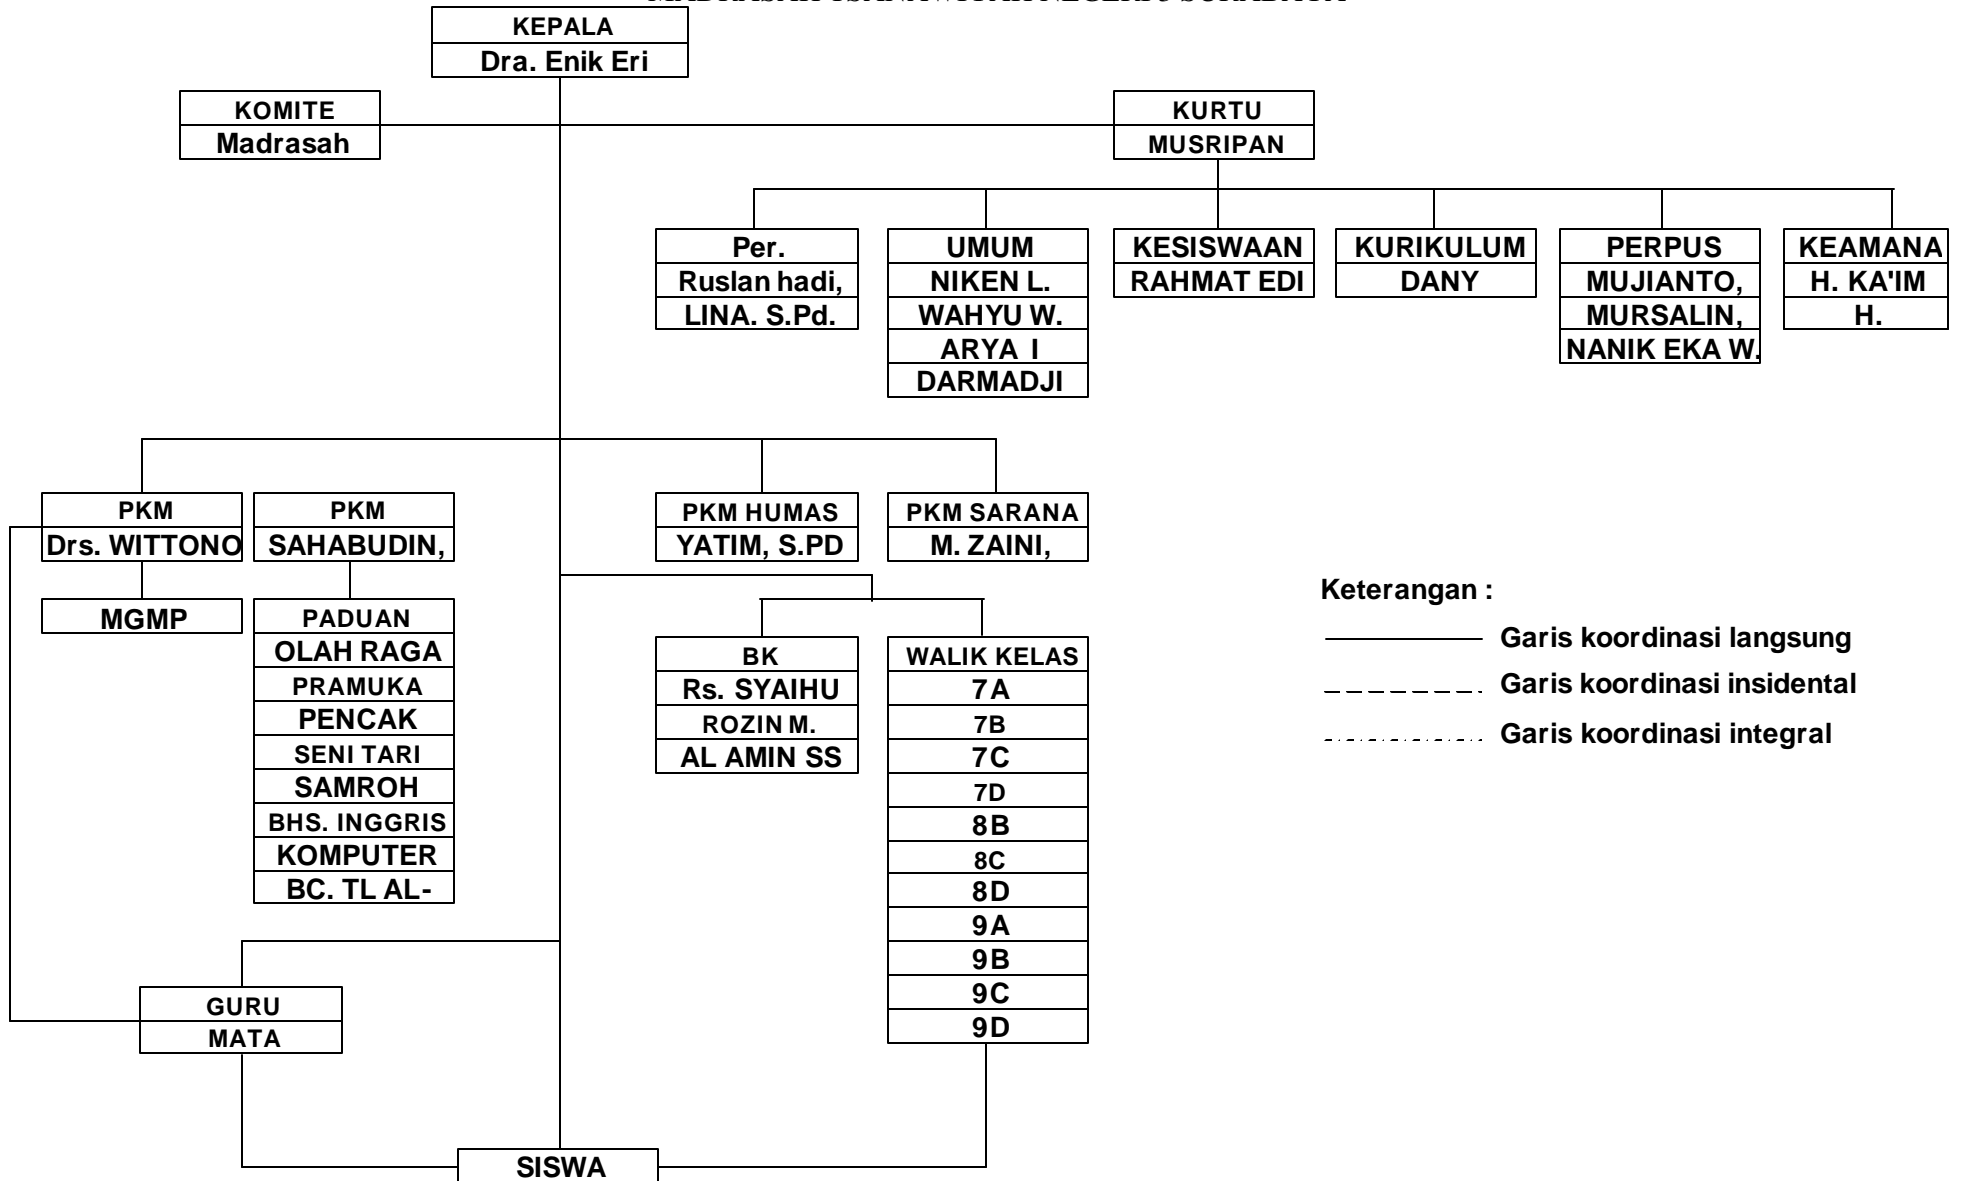 KEPALA
Dra. Enik Eri
KOMITE
Madrasah
KURTU
MUSRIPAN
Per.
Ruslan hadi,
LINA. S.Pd.
UMUM
NIKEN L.
WAHYU W.
ARYA I
DARMADJI
KESISWAAN
RAHMAT EDI
KURIKULUM
DANY
PERPUS
MUJIANTO,
MURSALIN,
NANIK EKA W.
KEAMANA
H. KA'IM
H.
PKM
Drs. WITTONO
MGMP
PKM
SAHABUDIN,
PADUAN
OLAH RAGA
PRAMUKA
PENCAK
SENI TARI
SAMROH
BHS. INGGRIS
KOMPUTER
BC. TL AL-
PKM HUMAS
YATIM, S.PD
PKM SARANA
M. ZAINI,
BK
Rs. SYAIHU
ROZIN M.
AL AMIN SS
WALIK KELAS
7A
7B
7C
7D
8B
8C
8D
9A
9B
9C
9D
Keterangan :
Garis koordinasi langsung
Garis koordinasi insidental
Garis koordinasi integral
GURU
MATA
SISWA